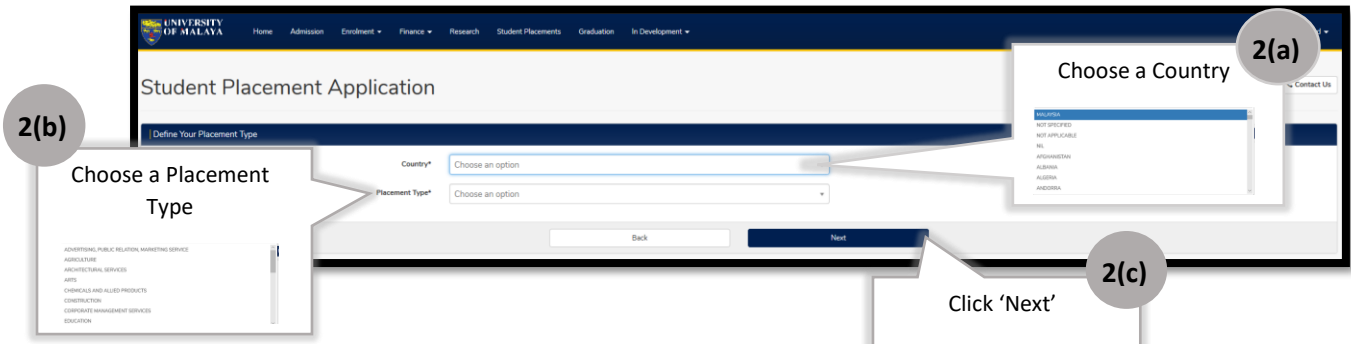 UNIVERSITY
OF MALAYA
Home Admission Enrolment Finance Research Student Placements Graduation In Development
2(a)
Choose a Country
Contact Us
Student Placement Application
MALAYSIA
NOT SPECIFIED
NOT APPLICABLE
NIL
AFGHANISTAN
ALBANIA
ALGERIA
ANDORRA
2(b)
Define Your Placement Type
Country* Choose an option
Placement Type* Choose an option
Choose a Placement
Type
ADVERTISING, PUBLIC RELATION, MARKETING SERVICE
AGRICULTURE
ARCHITECTURAL SERVICES
ARTS
CHEMICALS AND ALLIED PRODUCTS
CONSTRUCTION
CORPORATE MANAGEMENT SERVICES
EDUCATION
Back Next
2(c)
Click ‘Next’